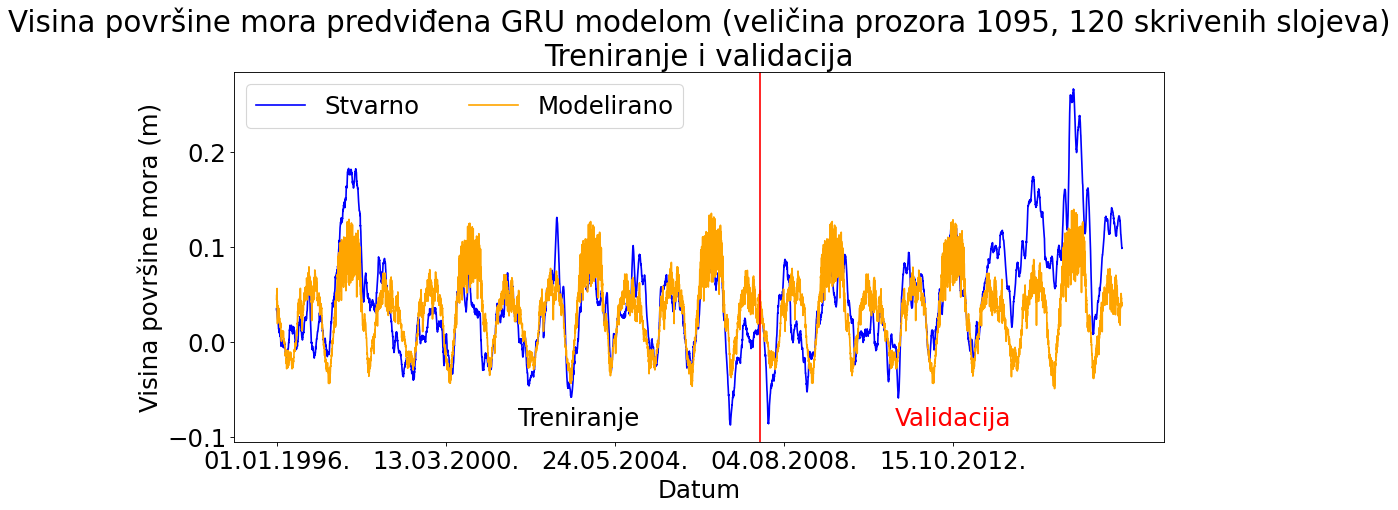 Visina površine mora predviđena GRU modelom (veličina prozora 1095, 120 skrivenih slojeva)
Treniranje i validacija
Stvarno
Modelirano
Visina površine mora (m)
0.2
0.1
0.0
−0.1
Treniranje
Validacija
01.01.1996.
13.03.2000.
24.05.2004.
04.08.2008.
15.10.2012.
Datum